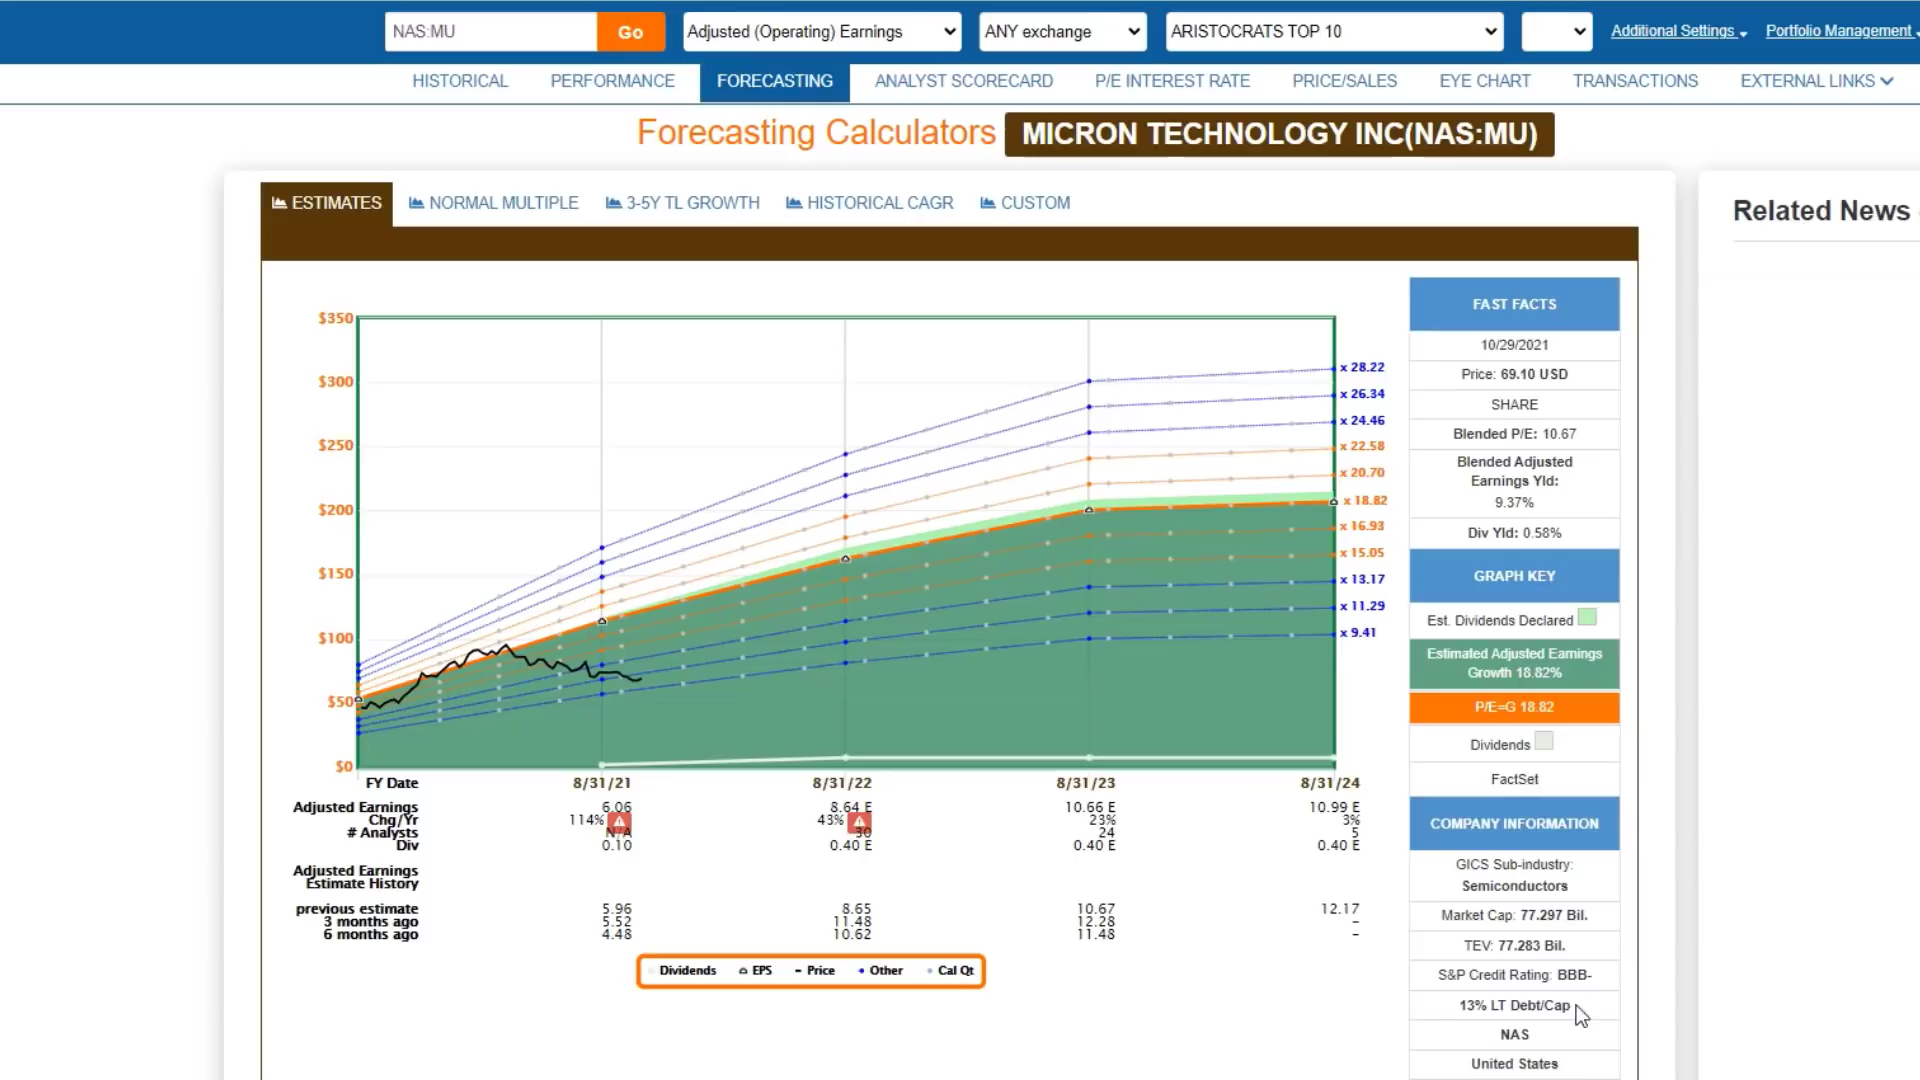 NAS:MU
Go
Adjusted (Operating) Earnings
ANY exchange
ARISTOCRATS TOP 10
Additional Settings
Portfolio Management
HISTORICAL
PERFORMANCE
FORECASTING
ANALYST SCORECARD
P/E INTEREST RATE
PRICE/SALES
EYE CHART
TRANSACTIONS
EXTERNAL LINKS
Forecasting Calculators MICRON TECHNOLOGY INC(NAS:MU)
ESTIMATES
NORMAL MULTIPLE
3-5Y TL GROWTH
HISTORICAL CAGR
CUSTOM
Related News
$350
$300
$250
$200
$150
$100
$50
$0
x 28.22
x 26.34
x 24.46
x 22.58
x 20.70
x 18.82
x 16.93
x 15.05
x 13.17
x 11.29
x 9.41
FY Date 8/31/21 8/31/22 8/31/23 8/31/24
Adjusted Earnings 6.06 8.64 E 10.66 E 10.99 E
Chg/Yr 114% 43% 23% 3%
# Analysts N/A 30 24 5
Div 0.10 0.40 E 0.40 E 0.40 E
Adjusted Earnings
Estimate History
previous estimate 5.96 8.65 10.67 12.17
3 months ago 5.52 11.48 12.28 –
6 months ago 4.48 10.62 11.48 –
Dividends EPS Price Other Cal Qt
FAST FACTS
10/29/2021
Price: 69.10 USD
SHARE
Blended P/E: 10.67
Blended Adjusted
Earnings Yld:
9.37%
Div Yld: 0.58%
GRAPH KEY
Est. Dividends Declared
Estimated Adjusted Earnings
Growth 18.82%
P/E=G 18.82
Dividends
FactSet
COMPANY INFORMATION
GICS Sub-industry:
Semiconductors
Market Cap: 77.297 Bil.
TEV: 77.283 Bil.
S&P Credit Rating: BBB-
13% LT Debt/Cap
NAS
United States